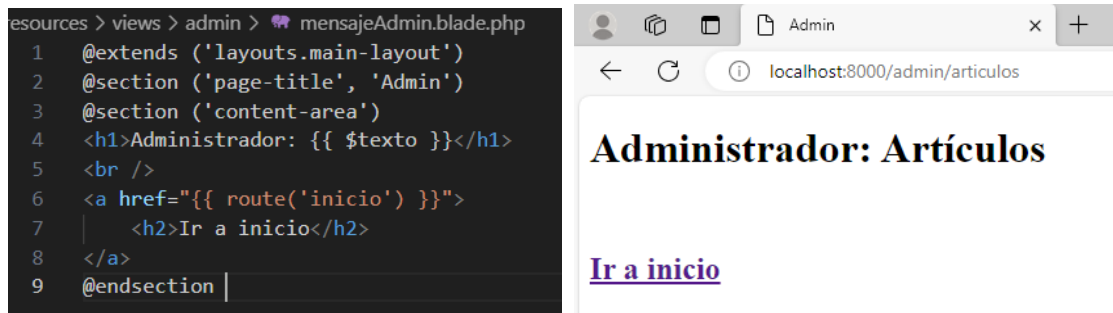 esources > views > admin > mensajeAdmin.blade.php
1 @extends ('layouts.main-layout')
2 @section ('page-title', 'Admin')
3 @section ('content-area')
4 <h1>Administrador: {{ $texto }}</h1>
5 <br />
6 <a href="{{ route('inicio') }}">
7 <h2>Ir a inicio</h2>
8 </a>
9 @endsection
Admin
localhost:8000/admin/articulos
Administrador: Artículos
Ir a inicio